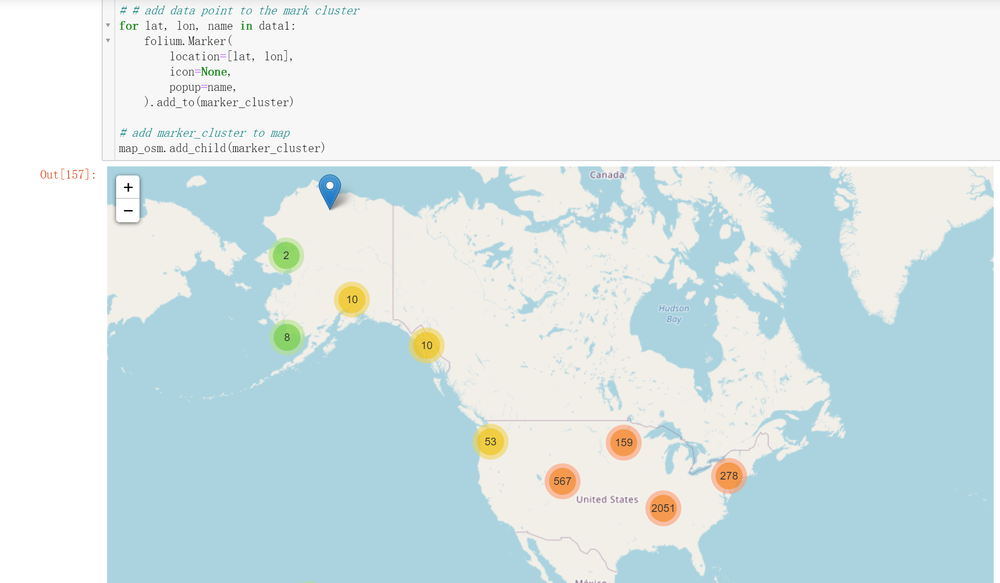 # # add data point to the mark cluster
for lat, lon, name in data1:
    folium.Marker(
        location=[lat, lon],
        icon=None,
        popup=name,
    ).add_to(marker_cluster)
# add marker_cluster to map
map_osm.add_child(marker_cluster)
Out[157]:
+
−
Canada
2
10
Hudson
Bay
8
10
53
159
278
567
United States
2051
México